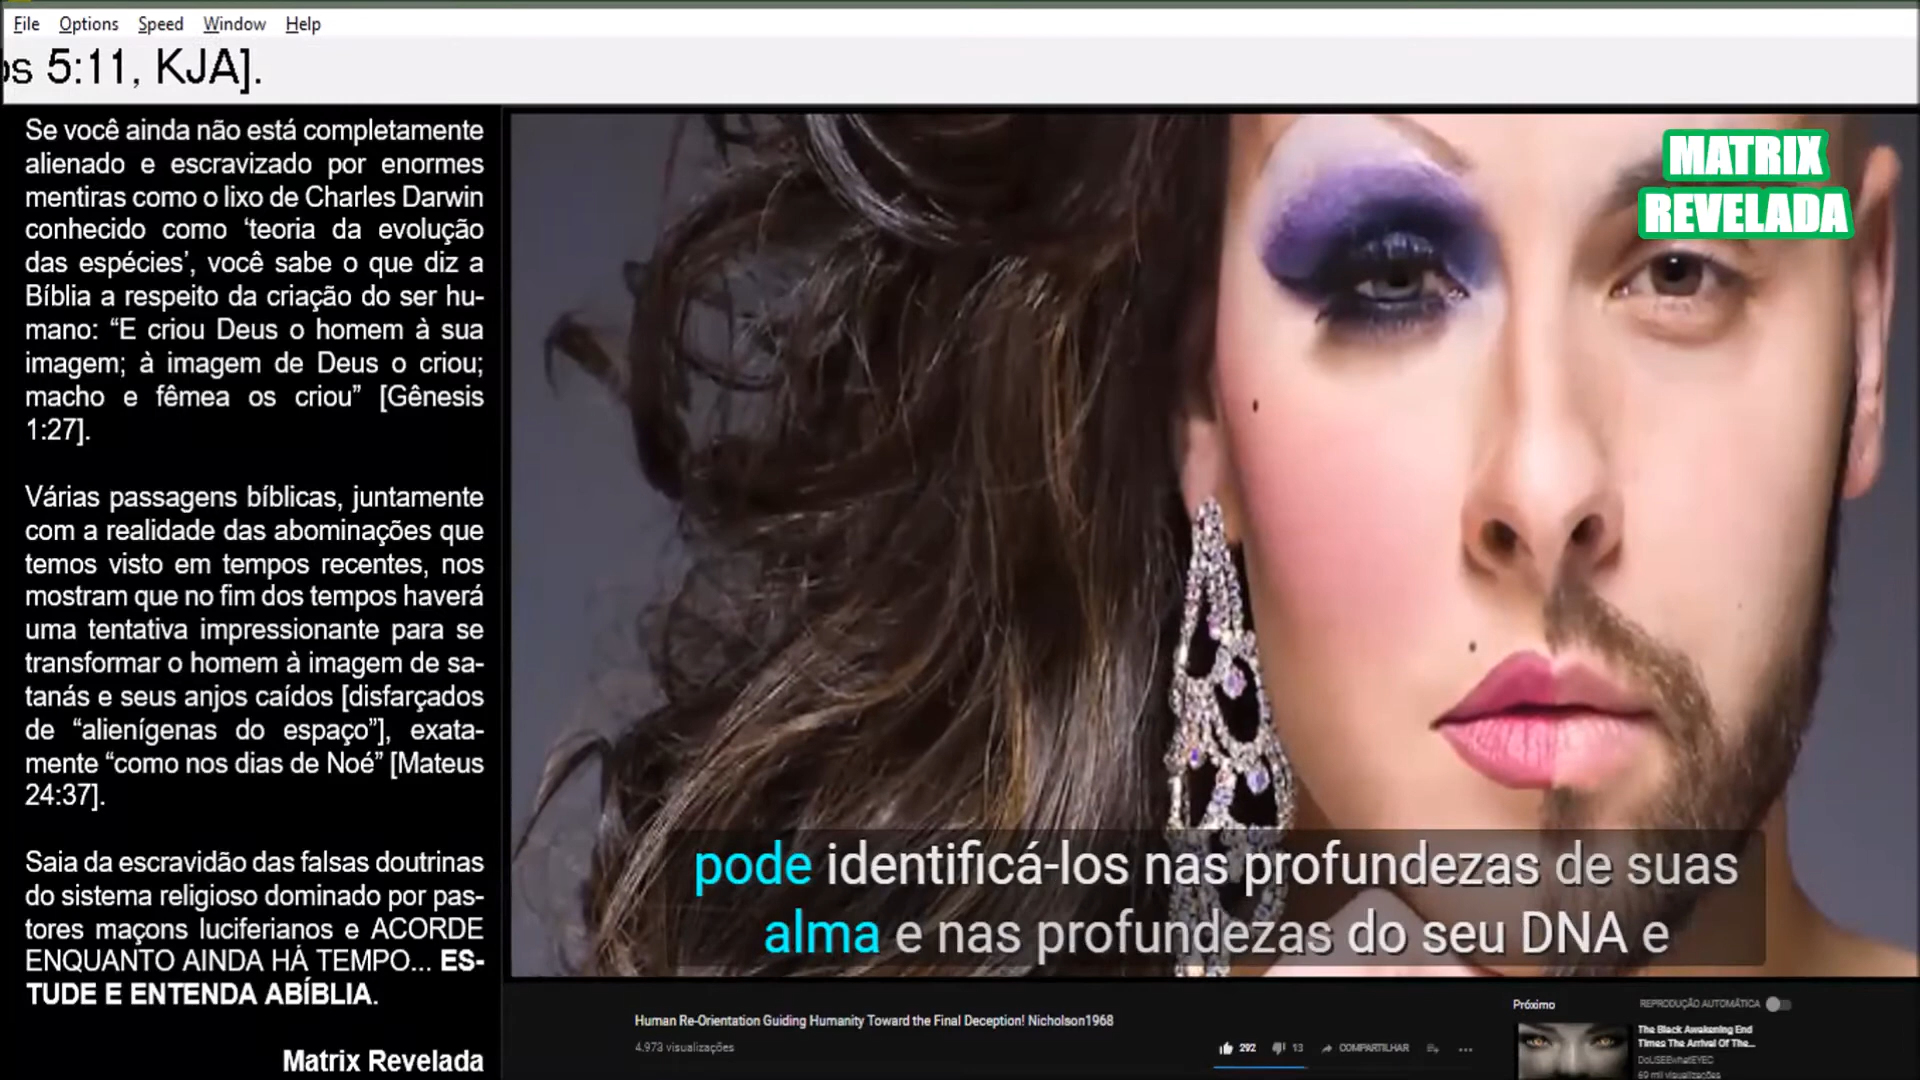 File Options Speed Window Help
os 5:11, KJA].
Se você ainda não está completamente
alienado e escravizado por enormes
mentiras como o lixo de Charles Darwin
conhecido como ‘teoria da evolução
das espécies’, você sabe o que diz a
Bíblia a respeito da criação do ser hu-
mano: “E criou Deus o homem à sua
imagem; à imagem de Deus o criou;
macho e fêmea os criou” [Gênesis
1:27].
Várias passagens bíblicas, juntamente
com a realidade das abominações que
temos visto em tempos recentes, nos
mostram que no fim dos tempos haverá
uma tentativa impressionante para se
transformar o homem à imagem de sa-
tanás e seus anjos caídos [disfarçados
de “alienígenas do espaço”], exata-
mente “como nos dias de Noé” [Mateus
24:37].
Saia da escravidão das falsas doutrinas
do sistema religioso dominado por pas-
tores maçons luciferianos e ACORDE
ENQUANTO AINDA HÁ TEMPO... ES-
TUDE E ENTENDA ABÍBLIA.
Matrix Revelada
MATRIX
REVELADA
pode identificá-los nas profundezas de suas
alma e nas profundezas do seu DNA e
Human Re-Orientation Guiding Humanity Toward the Final Deception! Nicholson1968
4.973 visualizações
292 13 COMPARTILHAR
Próximo REPRODUÇÃO AUTOMÁTICA
The Black Awakening End
Times The Arrival Of The...
DoUSEEwhatEYEC
69 mil visualizações